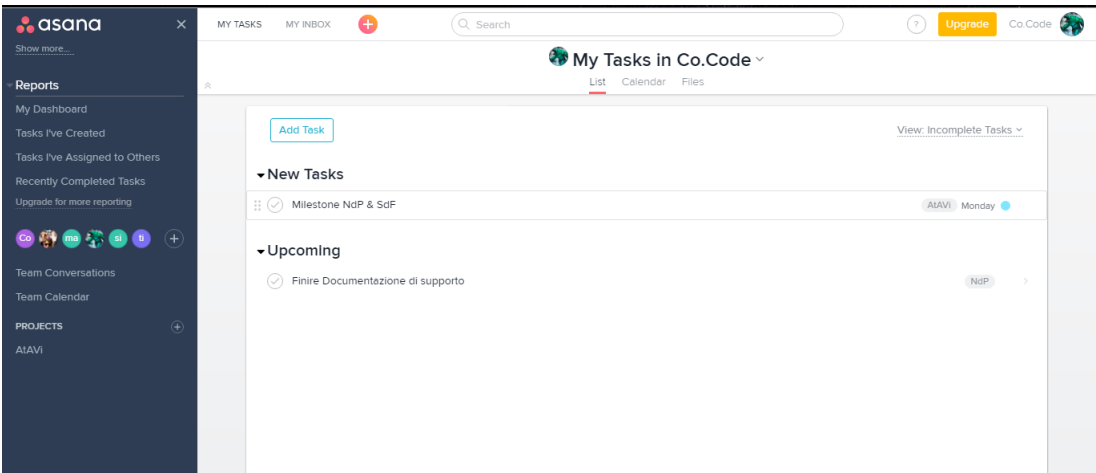 asana
Show more...
Reports
My Dashboard
Tasks I've Created
Tasks I've Assigned to Others
Recently Completed Tasks
Upgrade for more reporting
Co ma si ti
Team Conversations
Team Calendar
PROJECTS
AtAVi
MY TASKS MY INBOX Search ? Upgrade Co.Code
My Tasks in Co.Code
List Calendar Files
Add Task View: Incomplete Tasks
New Tasks
Milestone NdP & SdF AtAVi Monday
Upcoming
Finire Documentazione di supporto NdP